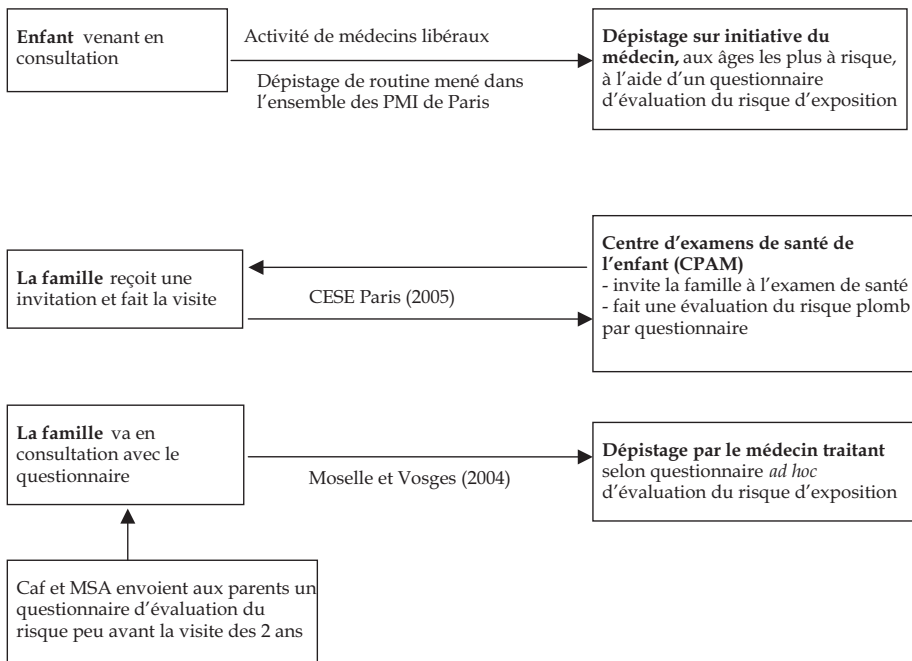 Enfant venant en
consultation
Activité de médecins libéraux
Dépistage de routine mené dans
l’ensemble des PMI de Paris
Dépistage sur initiative du
médecin, aux âges les plus à risque,
à l’aide d’un questionnaire
d’évaluation du risque d’exposition
La famille reçoit une
invitation et fait la visite
CESE Paris (2005)
Centre d’examens de santé de
l’enfant (CPAM)
- invite la famille à l’examen de santé
- fait une évaluation du risque plomb
par questionnaire
La famille va en
consultation avec le
questionnaire
Moselle et Vosges (2004)
Dépistage par le médecin traitant
selon questionnaire ad hoc
d’évaluation du risque d’exposition
Caf et MSA envoient aux parents un
questionnaire d’évaluation du
risque peu avant la visite des 2 ans